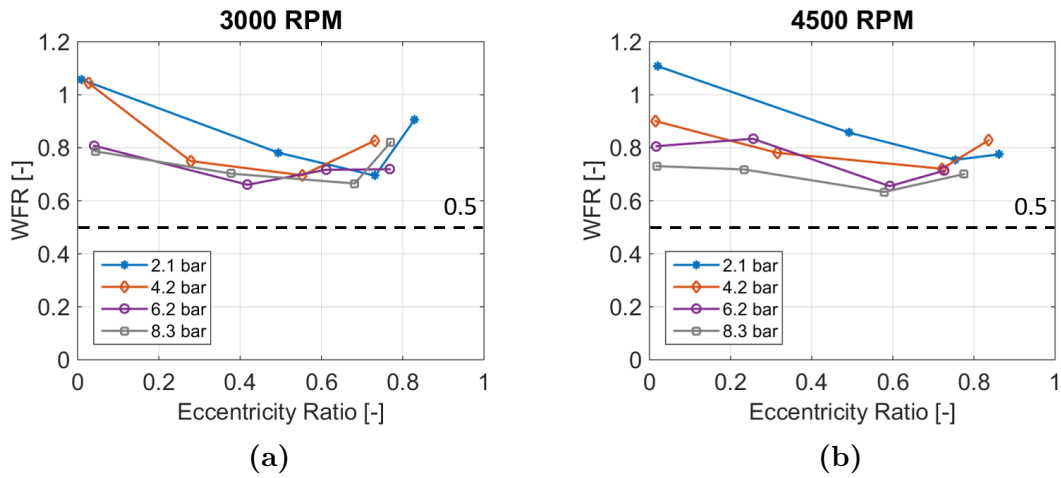 3000 RPM
WFR [-]
1.2
1
0.8
0.6
0.4
0.2
0
0.5
2.1 bar
4.2 bar
6.2 bar
8.3 bar
0 0.2 0.4 0.6 0.8 1
Eccentricity Ratio [-]
(a)
4500 RPM
WFR [-]
1.2
1
0.8
0.6
0.4
0.2
0
0.5
2.1 bar
4.2 bar
6.2 bar
8.3 bar
0 0.2 0.4 0.6 0.8 1
Eccentricity Ratio [-]
(b)